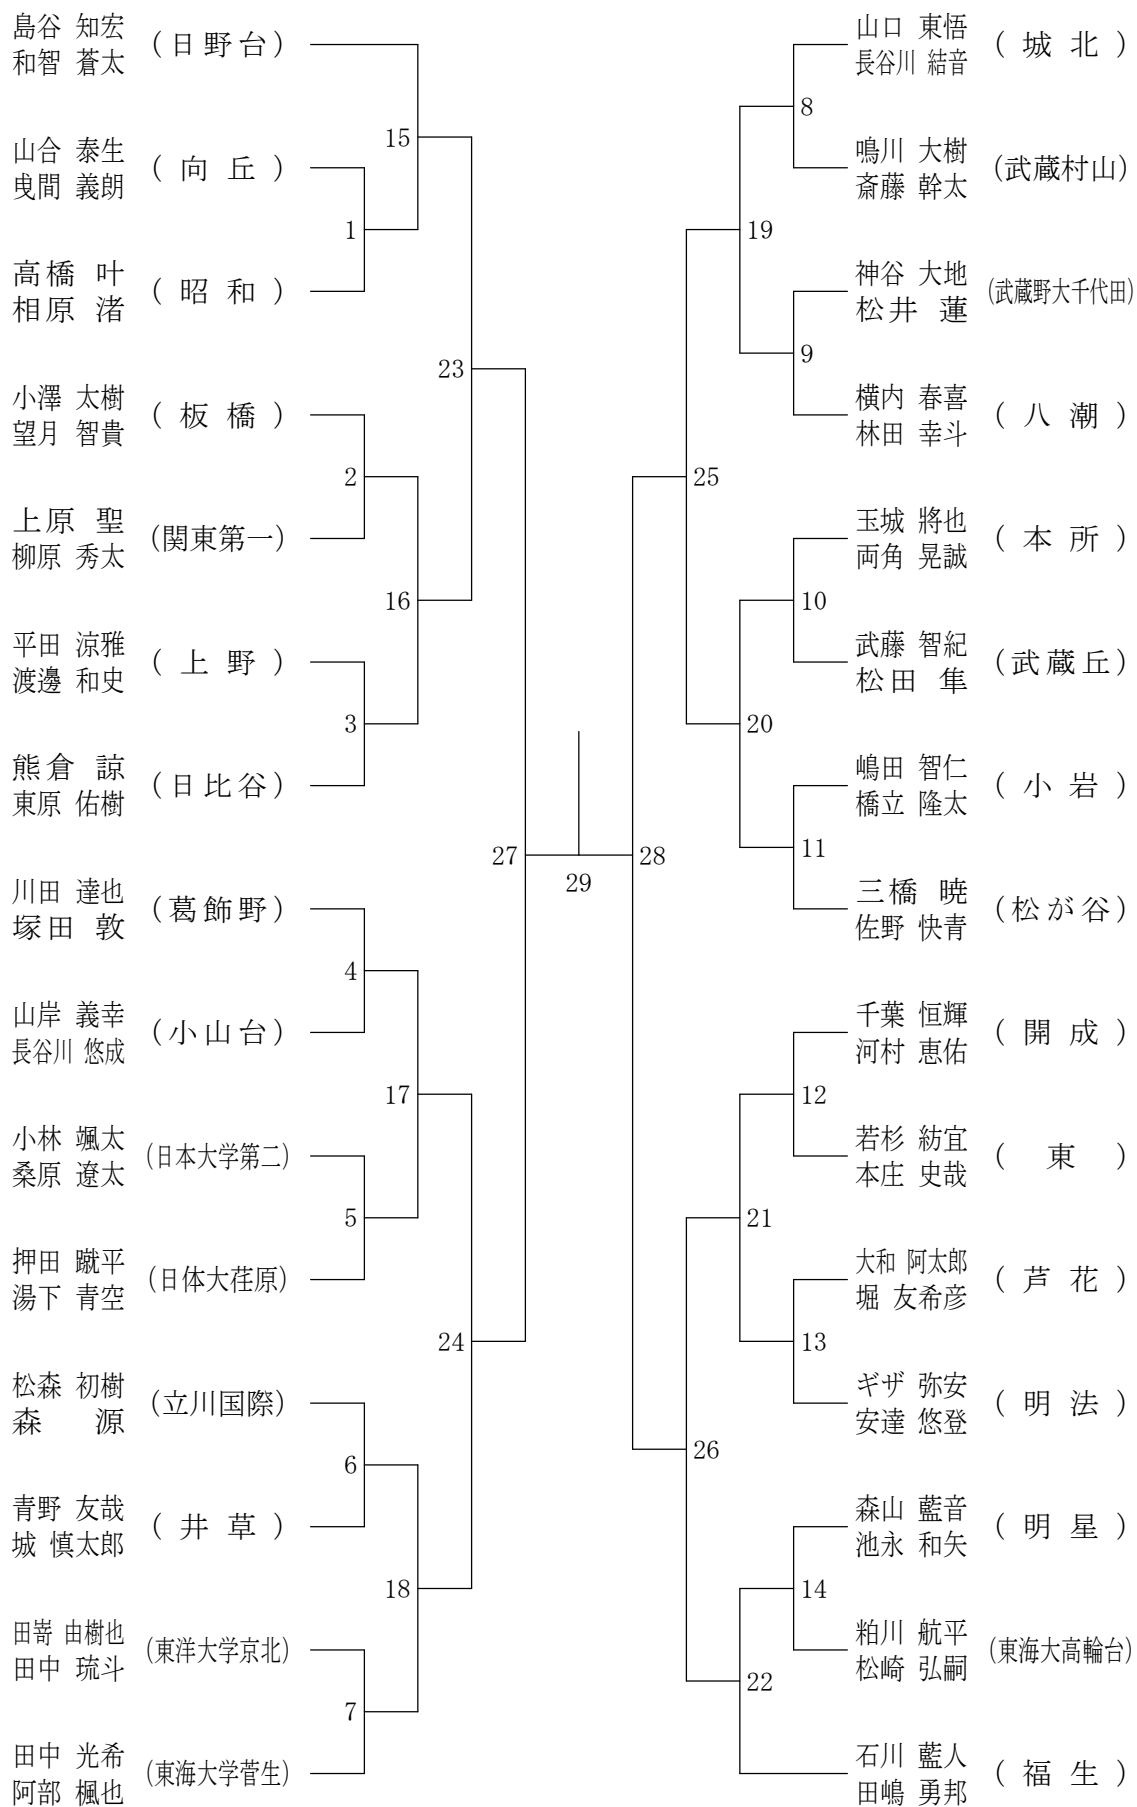 島谷 知宏
和智 蒼太
(日野台)
山合 泰生
曵間 義朗
(向丘)
高橋 叶
相原 渚
(昭和)
小澤 太樹
望月 智貴
(板橋)
上原 聖
柳原 秀太
(関東第一)
平田 涼雅
渡邊 和史
(上野)
熊倉 諒
東原 佑樹
(日比谷)
川田 達也
塚田 敦
(葛飾野)
山岸 義幸
長谷川 悠成
(小山台)
小林 颯太
桑原 遼太
(日本大学第二)
押田 蹴平
湯下 青空
(日体大荏原)
松森 初樹
森 源
(立川国際)
青野 友哉
城 慎太郎
(井草)
田嵜 由樹也
田中 琉斗
(東洋大学京北)
田中 光希
阿部 楓也
(東海大学菅生)
1
2
3
4
5
6
7
15
16
17
18
23
24
27
29
28
25
26
19
20
21
22
8
9
10
11
12
13
14
山口 東悟
長谷川 結音
(城北)
鳴川 大樹
斎藤 幹太
(武蔵村山)
神谷 大地
松井 蓮
(武蔵野大千代田)
横内 春喜
林田 幸斗
(八潮)
玉城 將也
両角 晃誠
(本所)
武藤 智紀
松田 隼
(武蔵丘)
嶋田 智仁
橋立 隆太
(小岩)
三橋 暁
佐野 快青
(松が谷)
千葉 恒輝
河村 恵佑
(開成)
若杉 紡宜
本庄 史哉
(東)
大和 阿太郎
堀 友希彦
(芦花)
ギザ 弥安
安達 悠登
(明法)
森山 藍音
池永 和矢
(明星)
粕川 航平
松崎 弘嗣
(東海大高輪台)
石川 藍人
田嶋 勇邦
(福生)